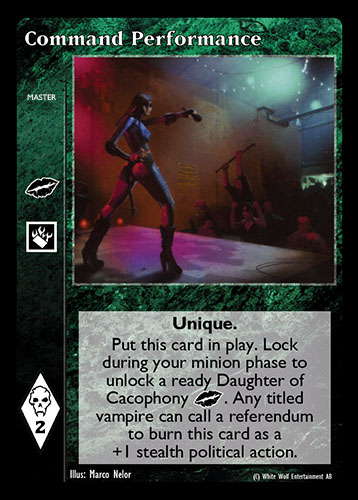 Command Performance
MASTER
Unique.
Put this card in play. Lock
during your minion phase to
unlock a ready Daughter of
Cacophony . Any titled
vampire can call a referendum
to burn this card as a
+1 stealth political action.
2
Illus: Marco Nelor
(C) White Wolf Entertainment AB